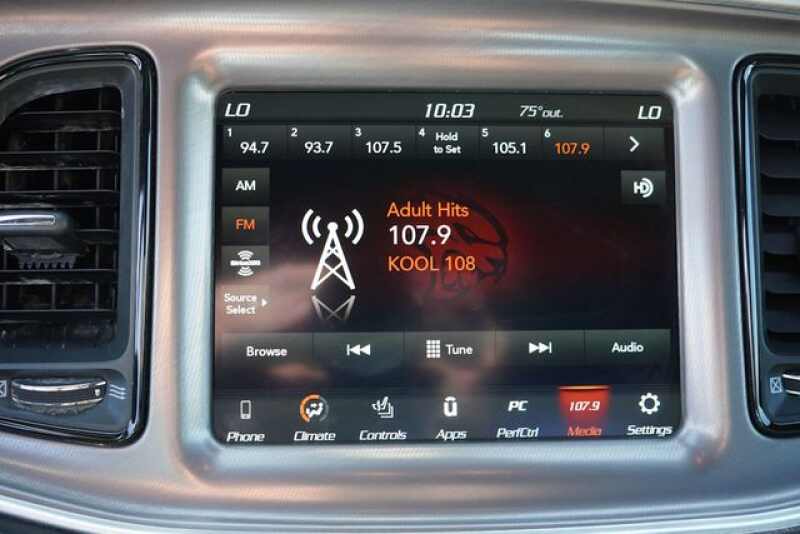 LO 10:03 75°out. LO
1 94.7 2 93.7 3 107.5 4 Hold to Set 5 105.1 6 107.9
AM
HD
Adult Hits
FM
107.9
KOOL 108
Source
Select
Browse Tune Audio
Phone Climate Controls Apps PC PerfCtrl 107.9 Media Settings